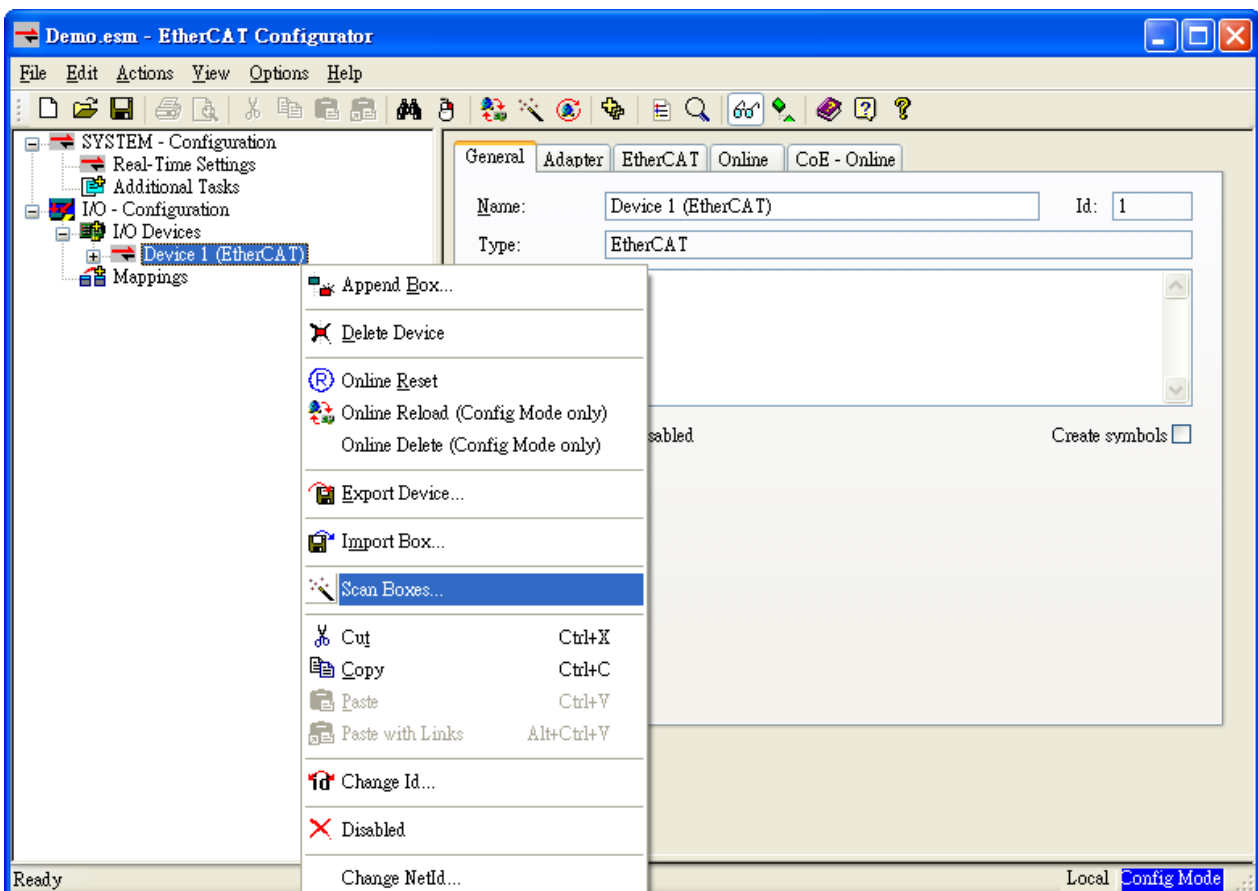 Demo.esm - EtherCAT Configurator
File Edit Actions View Options Help
SYSTEM - Configuration
Real-Time Settings
Additional Tasks
I/O - Configuration
I/O Devices
Device 1 (EtherCAT)
Mappings
General Adapter EtherCAT Online CoE - Online
Name: Device 1 (EtherCAT) Id: 1
Type: EtherCAT
sabled Create symbols
Append Box...
Delete Device
Online Reset
Online Reload (Config Mode only)
Online Delete (Config Mode only)
Export Device...
Import Box...
Scan Boxes...
Cut Ctrl+X
Copy Ctrl+C
Paste Ctrl+V
Paste with Links Alt+Ctrl+V
Change Id...
Disabled
Change NetId...
Ready Local Config Mode